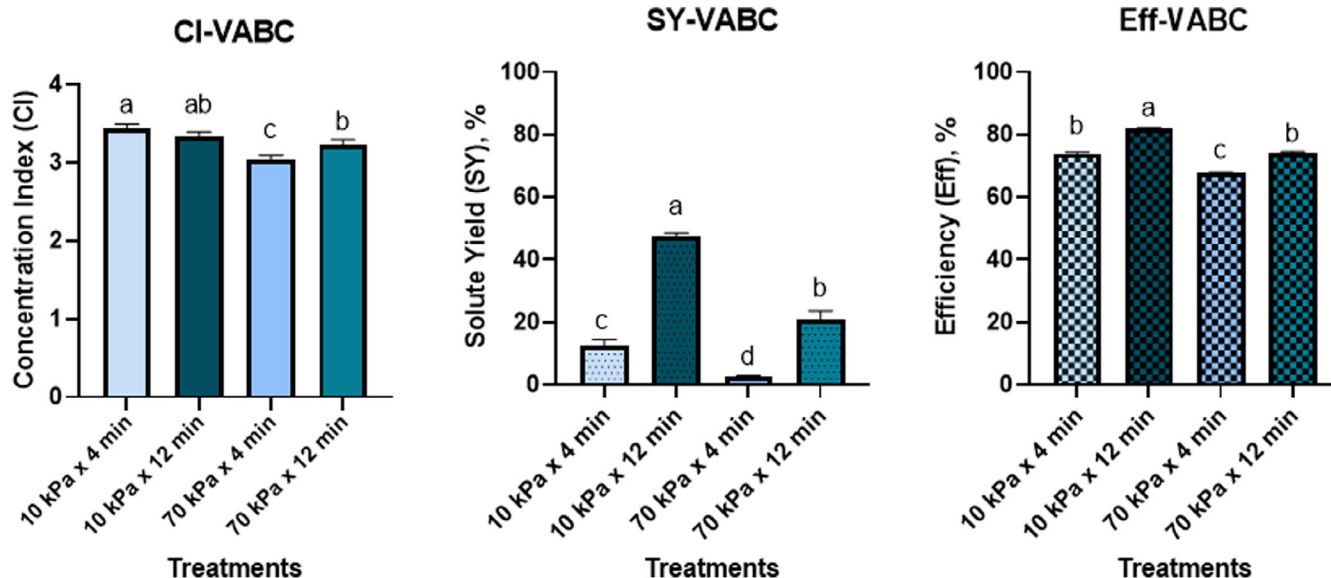 CI-VABC
Concentration Index (CI)
4
3
2
1
0
a
ab
c
b
10 kPa x 4 min
10 kPa x 12 min
70 kPa x 4 min
70 kPa x 12 min
Treatments
SY-VABC
Solute Yield (SY), %
100
80
60
40
20
0
c
a
d
b
10 kPa x 4 min
10 kPa x 12 min
70 kPa x 4 min
70 kPa x 12 min
Treatments
Eff-VABC
Efficiency (Eff), %
100
80
60
40
20
0
b
a
c
b
10 kPa x 4 min
10 kPa x 12 min
70 kPa x 4 min
70 kPa x 12 min
Treatments